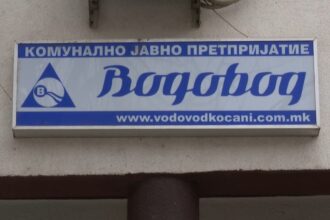 КОМУНАЛНО ЈАВНО ПРЕТПРИЈАТИЕ
В Водовод
www.vodovodkocani.com.mk